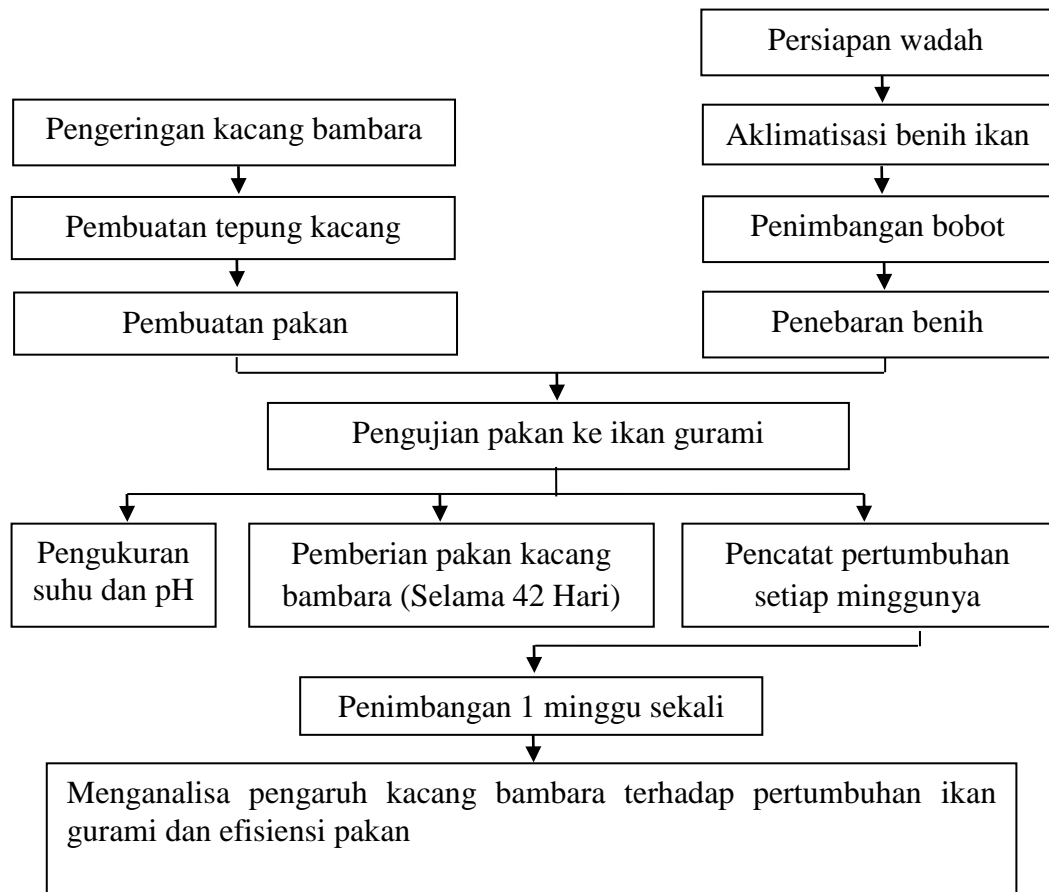 Persiapan wadah
Pengeringan kacang bambara
Aklimatisasi benih ikan
Pembuatan tepung kacang
Penimbangan bobot
Pembuatan pakan
Penebaran benih
Pengujian pakan ke ikan gurami
Pengukuran
suhu dan pH
Pemberian pakan kacang
bambara (Selama 42 Hari)
Pencatat pertumbuhan
setiap minggunya
Penimbangan 1 minggu sekali
Menganalisa pengaruh kacang bambara terhadap pertumbuhan ikan
gurami dan efisiensi pakan